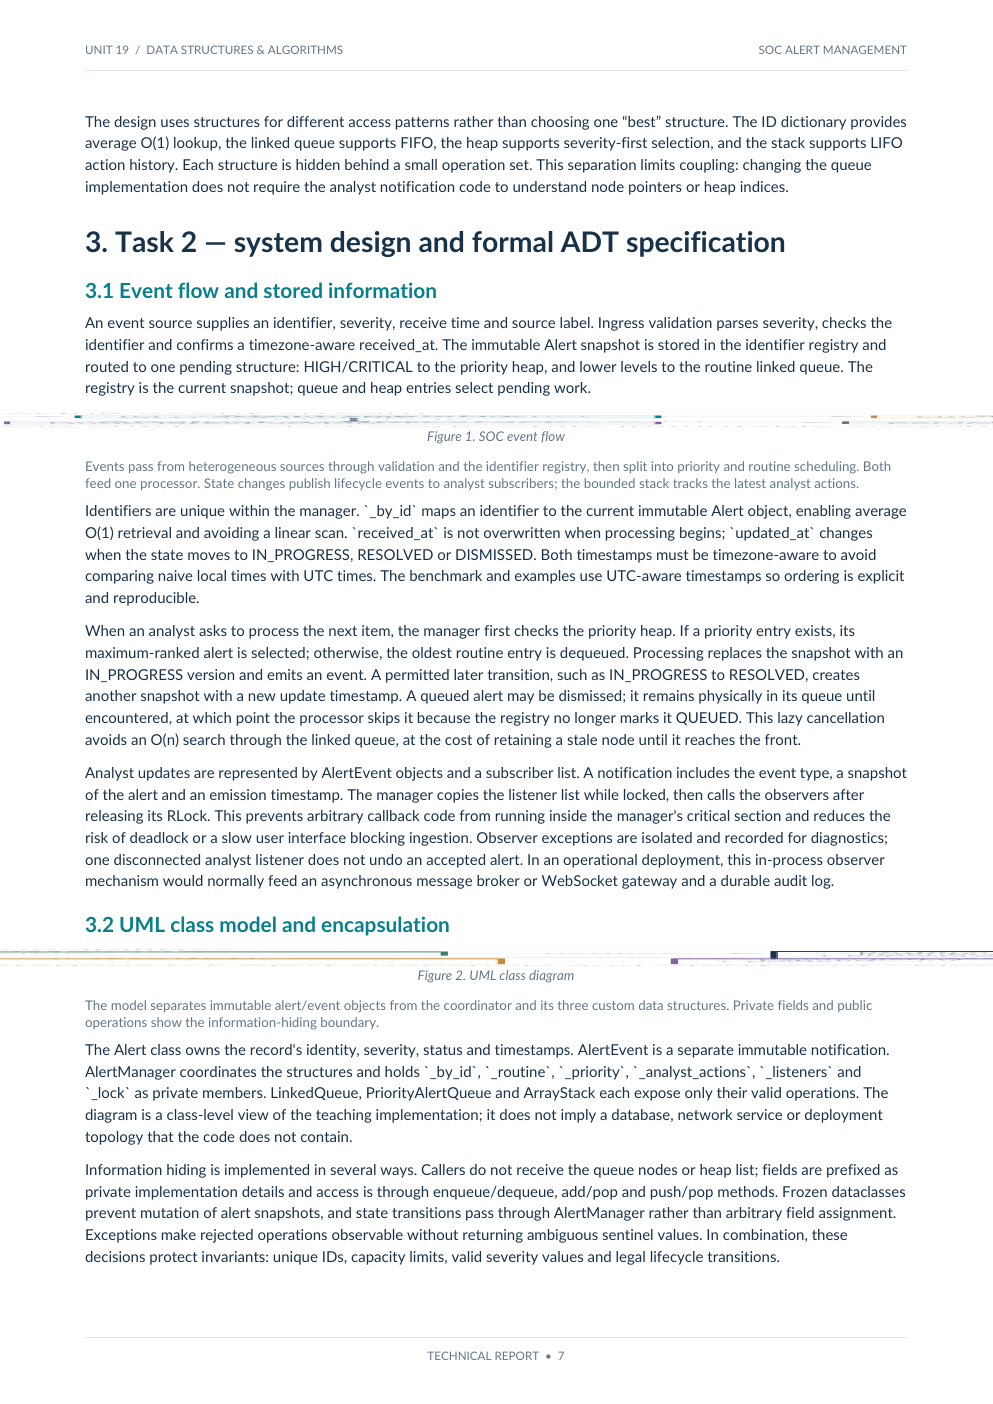 UNIT 19 / DATA STRUCTURES & ALGORITHMS
SOC ALERT MANAGEMENT
The design uses structures for different access patterns rather than choosing one “best” structure. The ID dictionary provides
average O(1) lookup, the linked queue supports FIFO, the heap supports severity-first selection, and the stack supports LIFO
action history. Each structure is hidden behind a small operation set. This separation limits coupling: changing the queue
implementation does not require the analyst notification code to understand node pointers or heap indices.
3. Task 2 — system design and formal ADT specification
3.1 Event flow and stored information
An event source supplies an identifier, severity, receive time and source label. Ingress validation parses severity, checks the
identifier and confirms a timezone-aware received_at. The immutable Alert snapshot is stored in the identifier registry and
routed to one pending structure: HIGH/CRITICAL to the priority heap, and lower levels to the routine linked queue. The
registry is the current snapshot; queue and heap entries select pending work.
Figure 1. SOC event flow
Events pass from heterogeneous sources through validation and the identifier registry, then split into priority and routine scheduling. Both
feed one processor. State changes publish lifecycle events to analyst subscribers; the bounded stack tracks the latest analyst actions.
Identifiers are unique within the manager. `_by_id` maps an identifier to the current immutable Alert object, enabling average
O(1) retrieval and avoiding a linear scan. `received_at` is not overwritten when processing begins; `updated_at` changes
when the state moves to IN_PROGRESS, RESOLVED or DISMISSED. Both timestamps must be timezone-aware to avoid
comparing naive local times with UTC times. The benchmark and examples use UTC-aware timestamps so ordering is explicit
and reproducible.
When an analyst asks to process the next item, the manager first checks the priority heap. If a priority entry exists, its
maximum-ranked alert is selected; otherwise, the oldest routine entry is dequeued. Processing replaces the snapshot with an
IN_PROGRESS version and emits an event. A permitted later transition, such as IN_PROGRESS to RESOLVED, creates
another snapshot with a new update timestamp. A queued alert may be dismissed; it remains physically in its queue until
encountered, at which point the processor skips it because the registry no longer marks it QUEUED. This lazy cancellation
avoids an O(n) search through the linked queue, at the cost of retaining a stale node until it reaches the front.
Analyst updates are represented by AlertEvent objects and a subscriber list. A notification includes the event type, a snapshot
of the alert and an emission timestamp. The manager copies the listener list while locked, then calls the observers after
releasing its RLock. This prevents arbitrary callback code from running inside the manager's critical section and reduces the
risk of deadlock or a slow user interface blocking ingestion. Observer exceptions are isolated and recorded for diagnostics;
one disconnected analyst listener does not undo an accepted alert. In an operational deployment, this in-process observer
mechanism would normally feed an asynchronous message broker or WebSocket gateway and a durable audit log.
3.2 UML class model and encapsulation
Figure 2. UML class diagram
The model separates immutable alert/event objects from the coordinator and its three custom data structures. Private fields and public
operations show the information-hiding boundary.
The Alert class owns the record's identity, severity, status and timestamps. AlertEvent is a separate immutable notification.
AlertManager coordinates the structures and holds `_by_id`, `_routine`, `_priority`, `_analyst_actions`, `_listeners` and
`_lock` as private members. LinkedQueue, PriorityAlertQueue and ArrayStack each expose only their valid operations. The
diagram is a class-level view of the teaching implementation; it does not imply a database, network service or deployment
topology that the code does not contain.
Information hiding is implemented in several ways. Callers do not receive the queue nodes or heap list; fields are prefixed as
private implementation details and access is through enqueue/dequeue, add/pop and push/pop methods. Frozen dataclasses
prevent mutation of alert snapshots, and state transitions pass through AlertManager rather than arbitrary field assignment.
Exceptions make rejected operations observable without returning ambiguous sentinel values. In combination, these
decisions protect invariants: unique IDs, capacity limits, valid severity values and legal lifecycle transitions.
TECHNICAL REPORT • 7